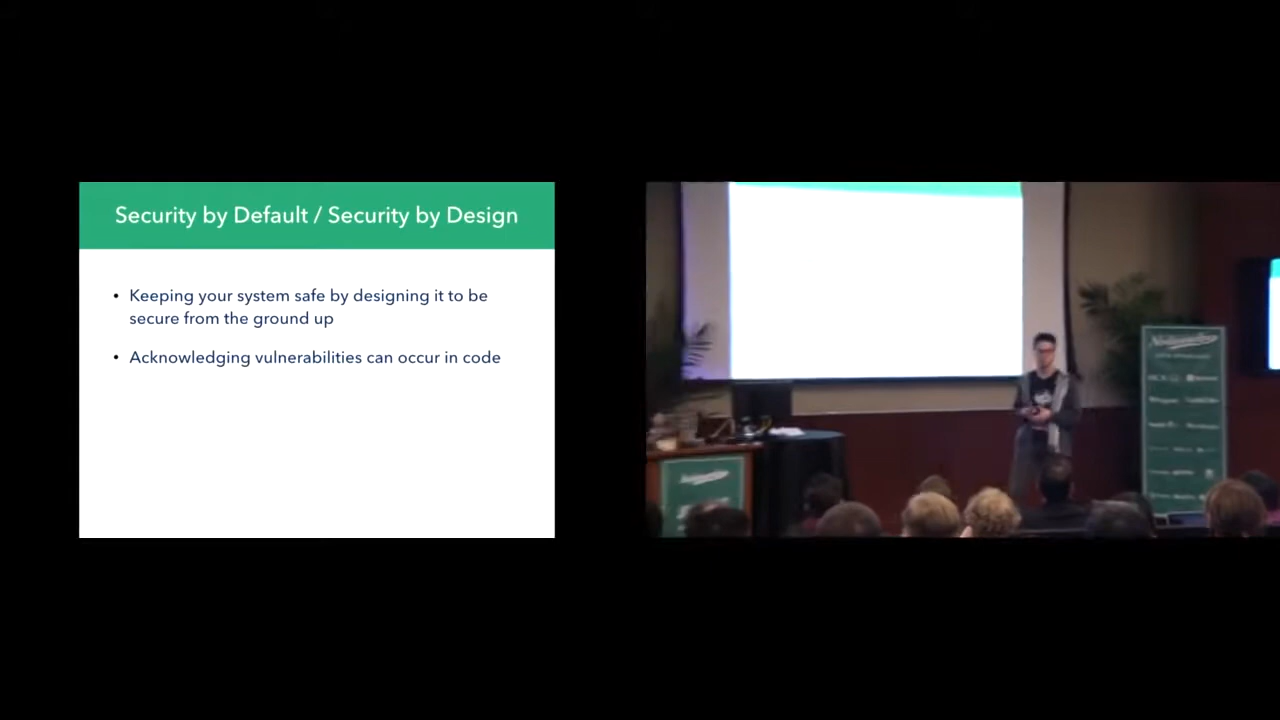 Security by Default / Security by Design
• Keeping your system safe by designing it to be
secure from the ground up
• Acknowledging vulnerabilities can occur in code